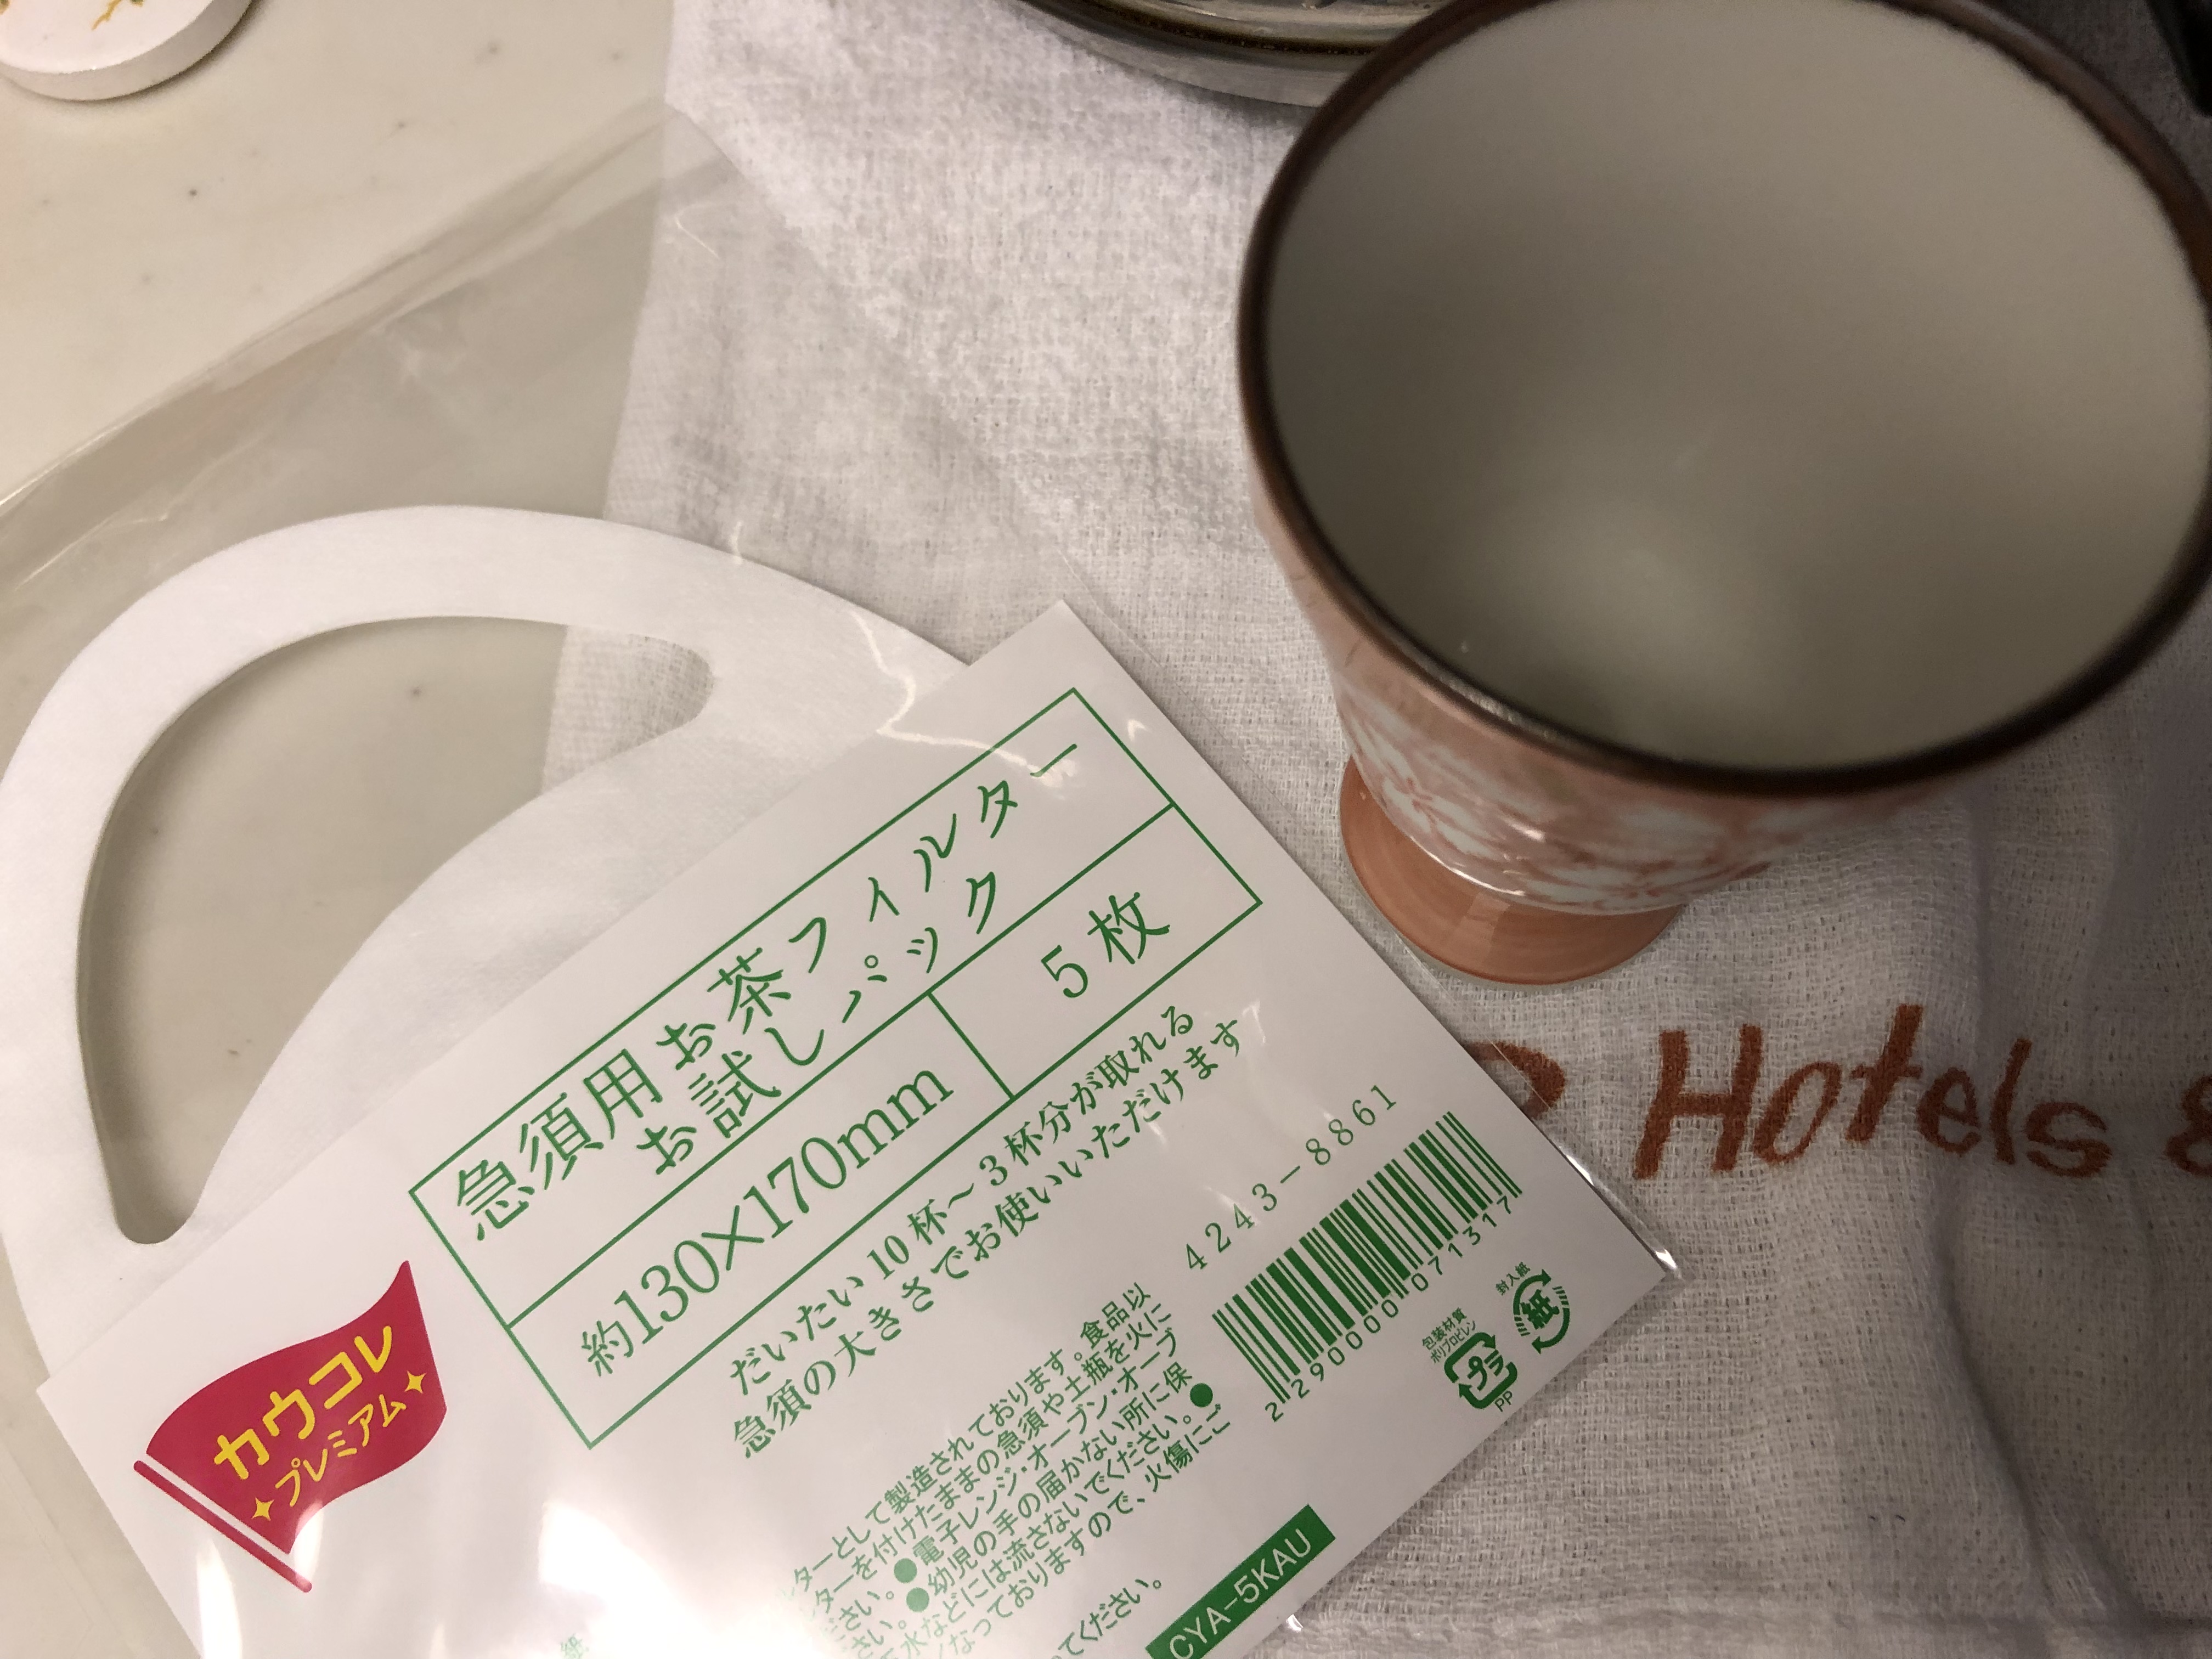 急須用 お茶フィルター
お試しパック
約130×170mm
5 枚
だいたい 10 杯～3 杯分が取れる
急須の大きさでお使いいただけます
カウコレ
プレミアム
4243-8861
2290000071317
ターとして製造されております。食品以
ターを付けたままの急須や土瓶を火に
ださい。●電子レンジ・オーブン・オーブ
さい。●幼児の手の届かない所に保
水などには流さないでください。●
なっておりますので、火傷にご
てください。
紙
CYA-5KAU
包装材質
ポリプロピレン
プラ
PP
封入紙
紙
Hotels &